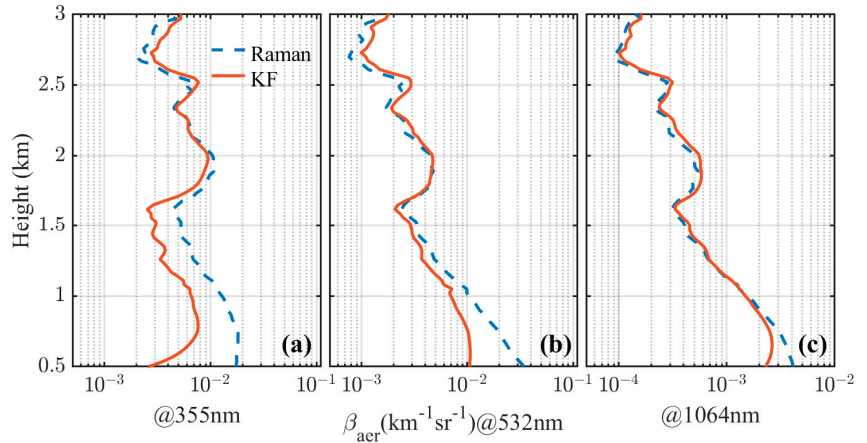 3
2.5
2
1.5
1
0.5
Height (km)
Raman
KF
(a)
(b)
(c)
10⁻³ 10⁻² 10⁻¹
10⁻³ 10⁻² 10⁻¹
10⁻⁴ 10⁻³ 10⁻²
@355nm
β_aer(km⁻¹sr⁻¹)@532nm
@1064nm